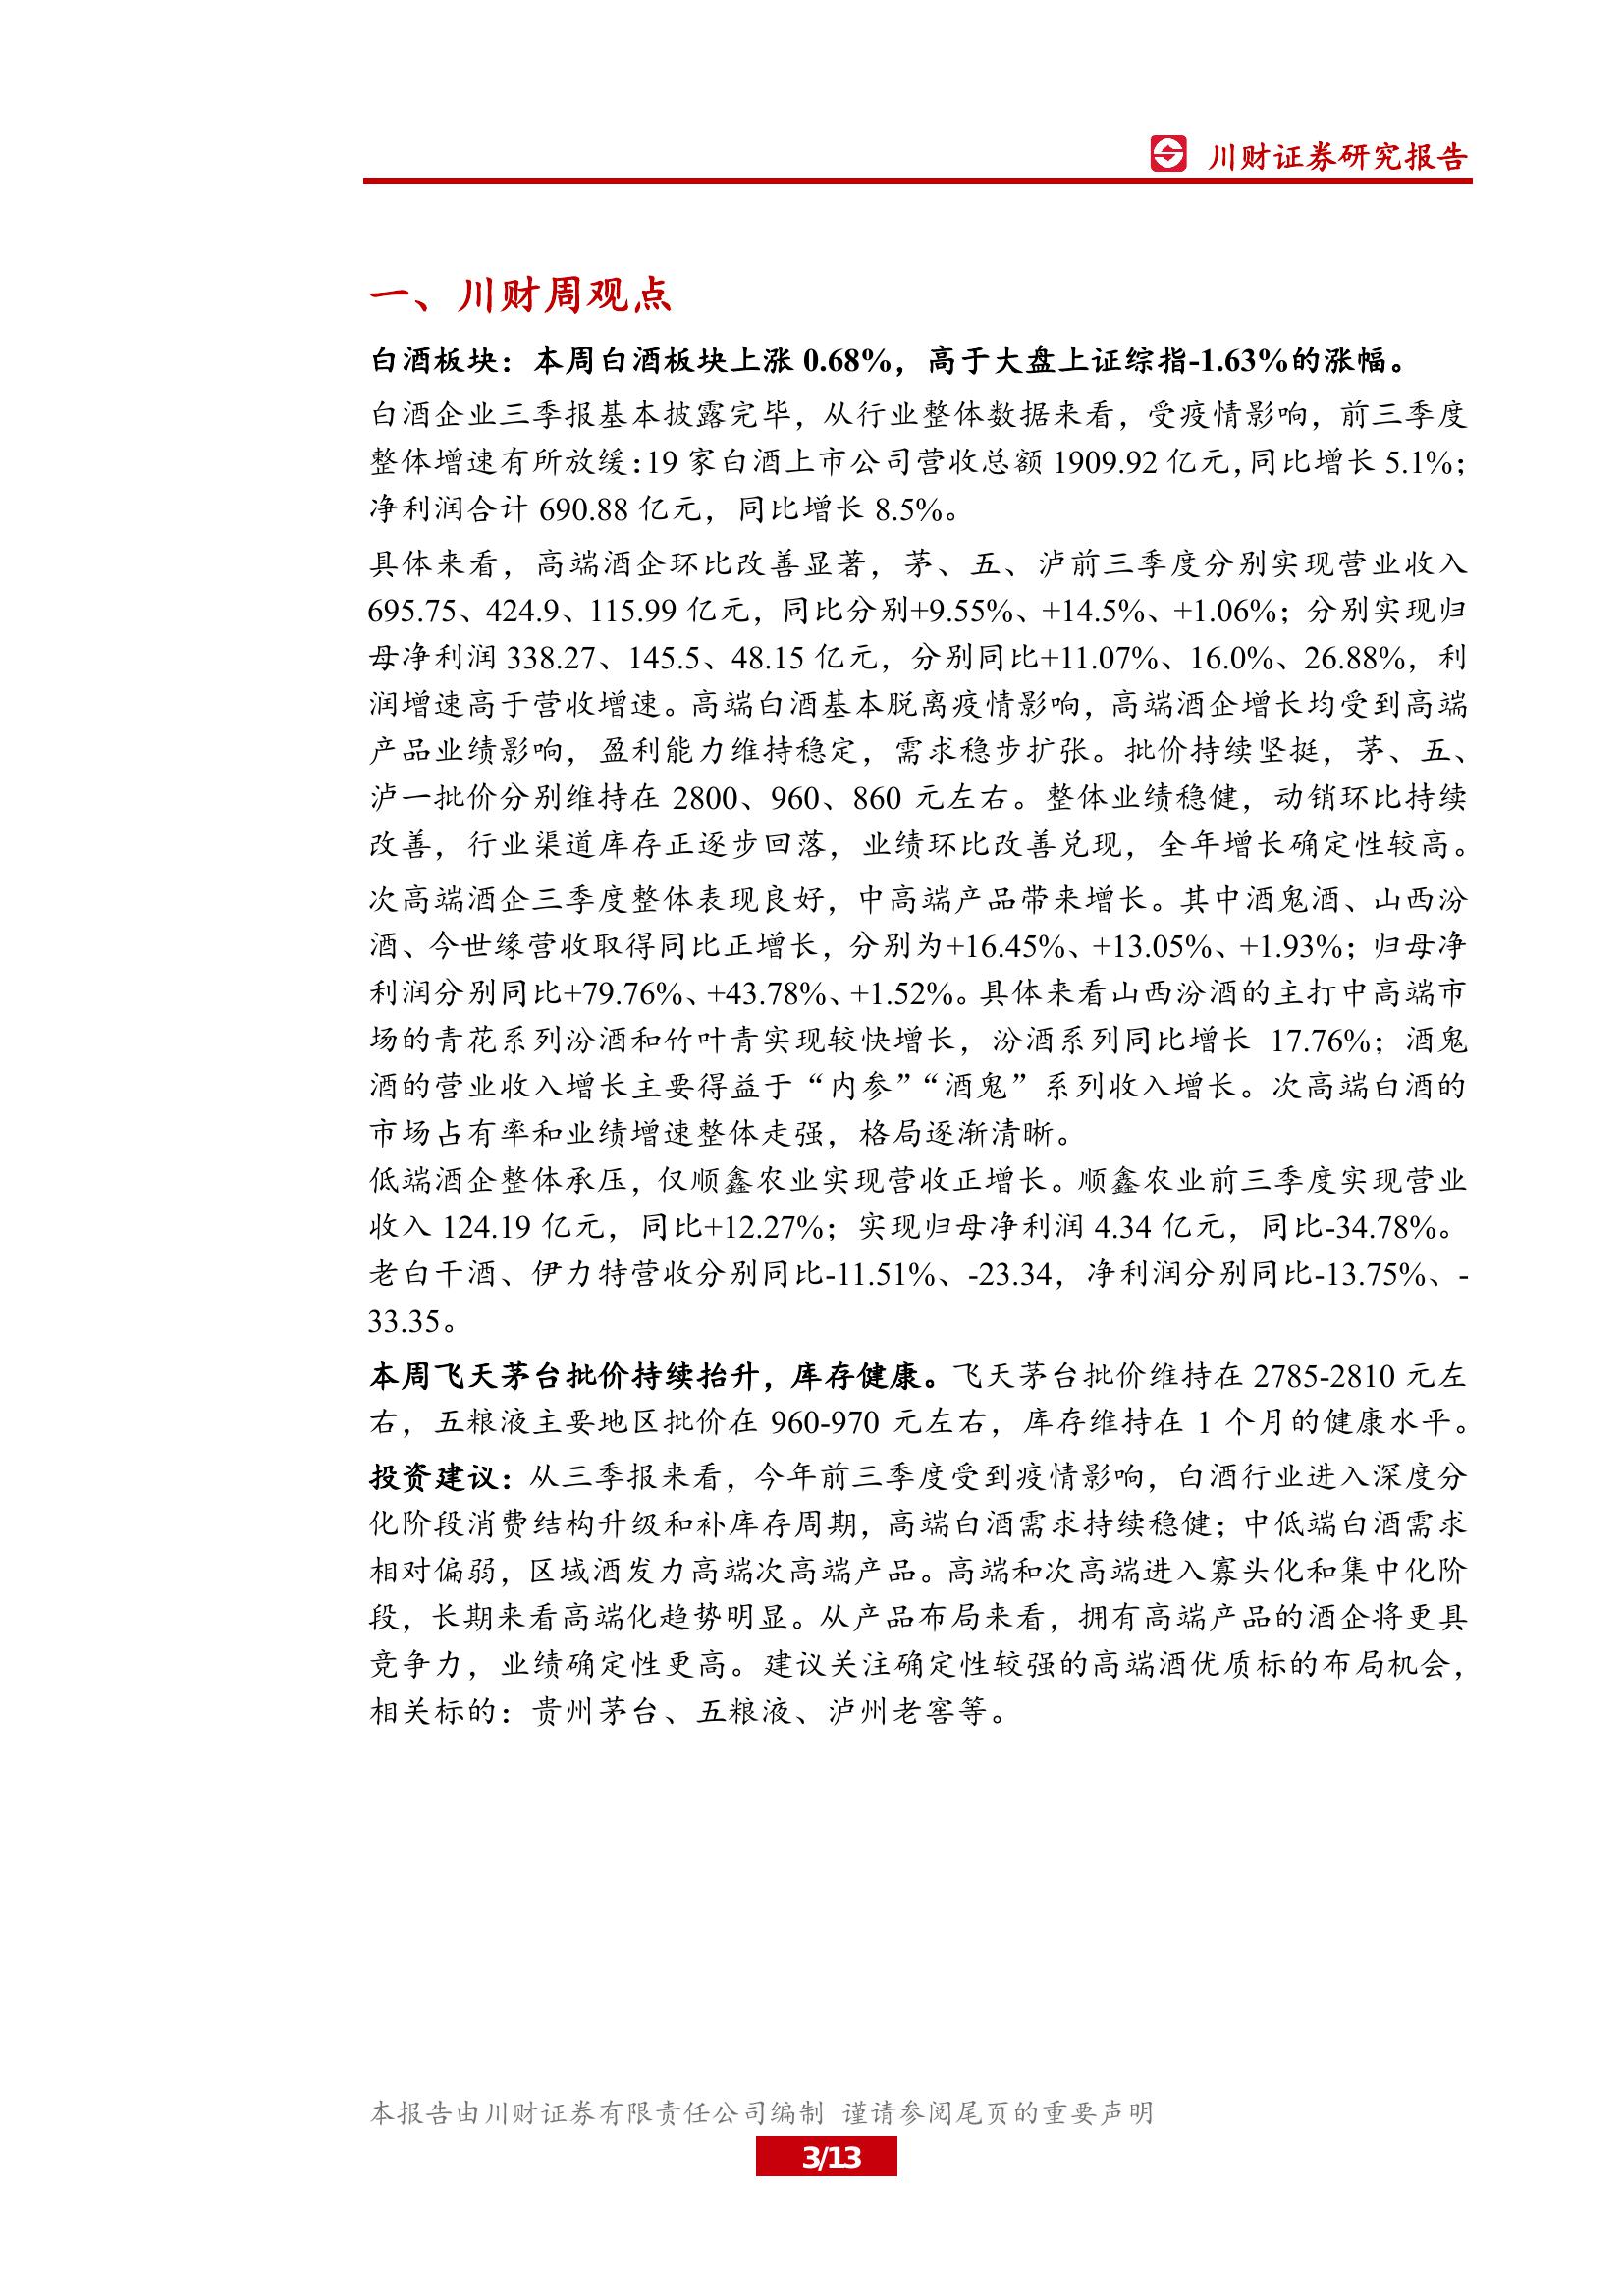 川财证券研究报告
一、川财周观点
白酒板块：本周白酒板块上涨 0.68%，高于大盘上证综指-1.63%的涨幅。
白酒企业三季报基本披露完毕，从行业整体数据来看，受疫情影响，前三季度
整体增速有所放缓：19 家白酒上市公司营收总额 1909.92 亿元，同比增长 5.1%；
净利润合计 690.88 亿元，同比增长 8.5%。
具体来看，高端酒企环比改善显著，茅、五、泸前三季度分别实现营业收入
695.75、424.9、115.99 亿元，同比分别+9.55%、+14.5%、+1.06%；分别实现归
母净利润 338.27、145.5、48.15 亿元，分别同比+11.07%、16.0%、26.88%，利
润增速高于营收增速。高端白酒基本脱离疫情影响，高端酒企增长均受到高端
产品业绩影响，盈利能力维持稳定，需求稳步扩张。批价持续坚挺，茅、五、
泸一批价分别维持在 2800、960、860 元左右。整体业绩稳健，动销环比持续
改善，行业渠道库存正逐步回落，业绩环比改善兑现，全年增长确定性较高。
次高端酒企三季度整体表现良好，中高端产品带来增长。其中酒鬼酒、山西汾
酒、今世缘营收取得同比正增长，分别为+16.45%、+13.05%、+1.93%；归母净
利润分别同比+79.76%、+43.78%、+1.52%。具体来看山西汾酒的主打中高端市
场的青花系列汾酒和竹叶青实现较快增长，汾酒系列同比增长 17.76%；酒鬼
酒的营业收入增长主要得益于“内参”“酒鬼”系列收入增长。次高端白酒的
市场占有率和业绩增速整体走强，格局逐渐清晰。
低端酒企整体承压，仅顺鑫农业实现营收正增长。顺鑫农业前三季度实现营业
收入 124.19 亿元，同比+12.27%；实现归母净利润 4.34 亿元，同比-34.78%。
老白干酒、伊力特营收分别同比-11.51%、-23.34，净利润分别同比-13.75%、-
33.35。
本周飞天茅台批价持续抬升，库存健康。飞天茅台批价维持在 2785-2810 元左
右，五粮液主要地区批价在 960-970 元左右，库存维持在 1 个月的健康水平。
投资建议：从三季报来看，今年前三季度受到疫情影响，白酒行业进入深度分
化阶段消费结构升级和补库存周期，高端白酒需求持续稳健；中低端白酒需求
相对偏弱，区域酒发力高端次高端产品。高端和次高端进入寡头化和集中化阶
段，长期来看高端化趋势明显。从产品布局来看，拥有高端产品的酒企将更具
竞争力，业绩确定性更高。建议关注确定性较强的高端酒优质标的布局机会，
相关标的：贵州茅台、五粮液、泸州老窖等。
本报告由川财证券有限责任公司编制 谨请参阅尾页的重要声明
3/13